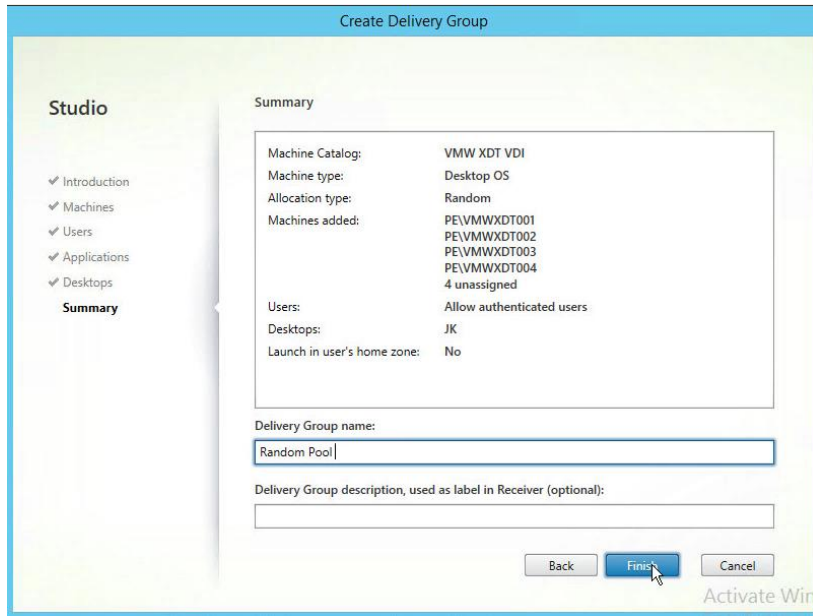 Create Delivery Group
Studio
Introduction
Machines
Users
Applications
Desktops
Summary
Summary
Machine Catalog: VMW XDT VDI
Machine type: Desktop OS
Allocation type: Random
Machines added: PE\VMWXDT001
PE\VMWXDT002
PE\VMWXDT003
PE\VMWXDT004
4 unassigned
Users: Allow authenticated users
Desktops: JK
Launch in user's home zone: No
Delivery Group name:
Random Pool
Delivery Group description, used as label in Receiver (optional):
Back Finish Cancel
Activate Win